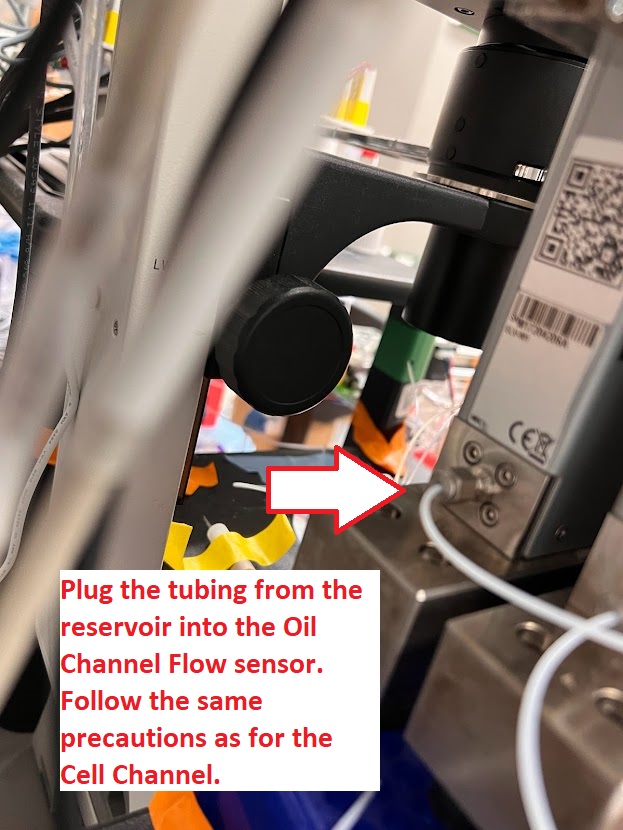 Plug the tubing from the
reservoir into the Oil
Channel Flow sensor.
Follow the same
precautions as for the
Cell Channel.
CE